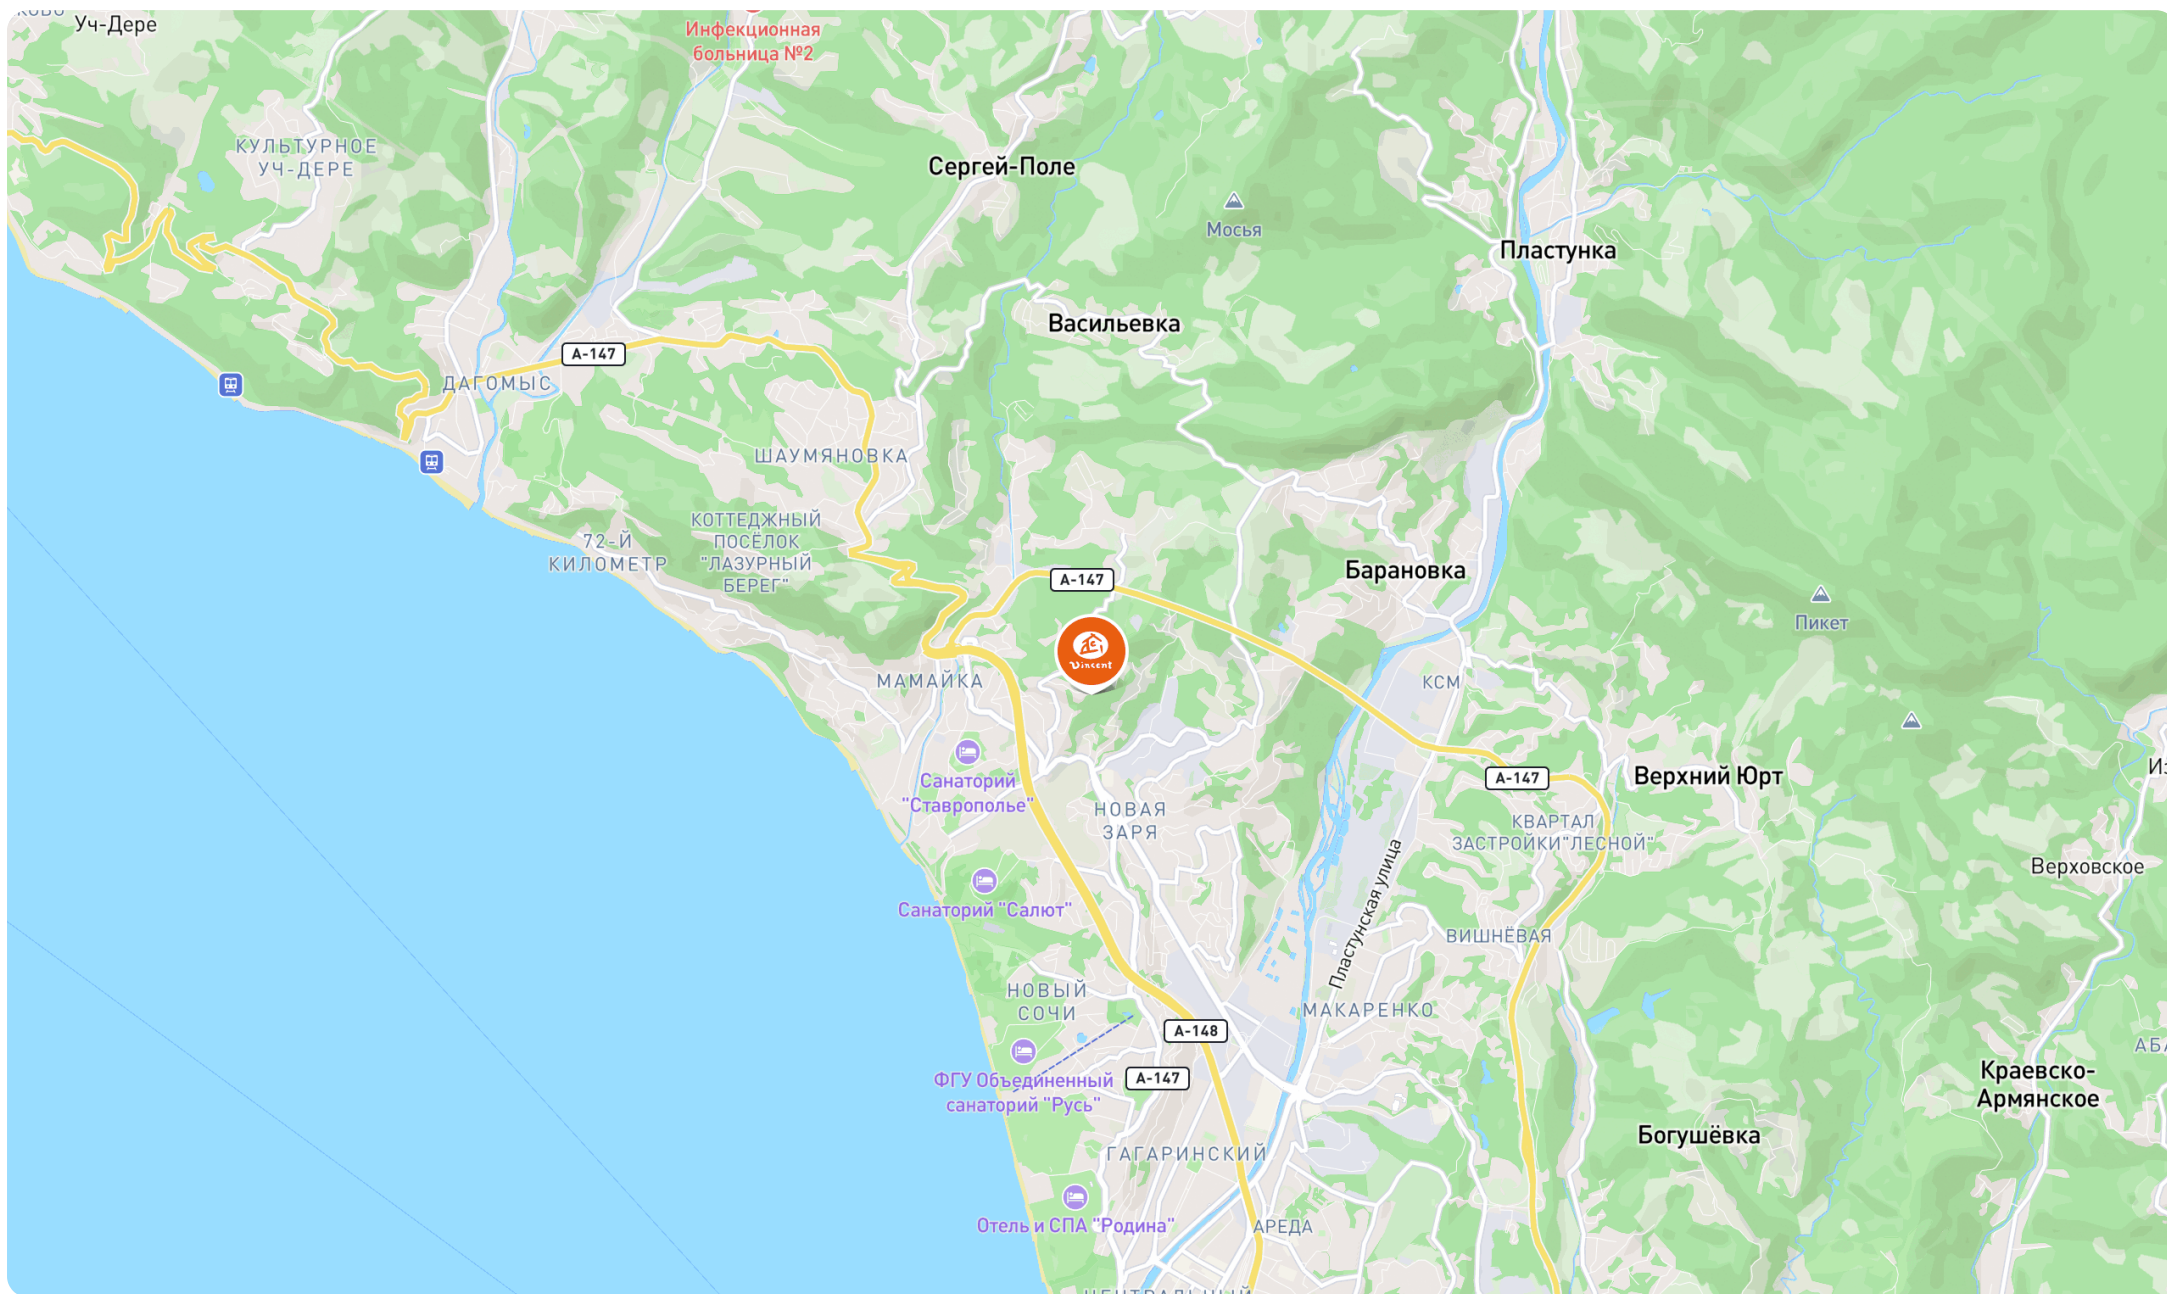 Уч-Дере
Инфекционная
больница №2
КУЛЬТУРНОЕ
УЧ-ДЕРЕ
Сергей-Поле
Мосья
Пластунка
Васильевка
А-147
ДАГОМЫС
ШАУМЯНОВКА
КОТТЕДЖНЫЙ
ПОСЁЛОК
"ЛАЗУРНЫЙ
БЕРЕГ"
72-Й
КИЛОМЕТР
А-147
Барановка
Пикет
Vincent
МАМАЙКА
КСМ
Санаторий
"Ставрополье"
НОВАЯ
ЗАРЯ
А-147
Верхний Юрт
КВАРТАЛ
ЗАСТРОЙКИ"ЛЕСНОЙ"
Верховское
Санаторий "Салют"
Пластунская улица
ВИШНЁВАЯ
НОВЫЙ
СОЧИ
МАКАРЕНКО
А-148
ФГУ Объединенный
санаторий "Русь"
А-147
Краевско-
Армянское
Богушёвка
ГАГАРИНСКИЙ
Отель и СПА "Родина"
АРЕДА